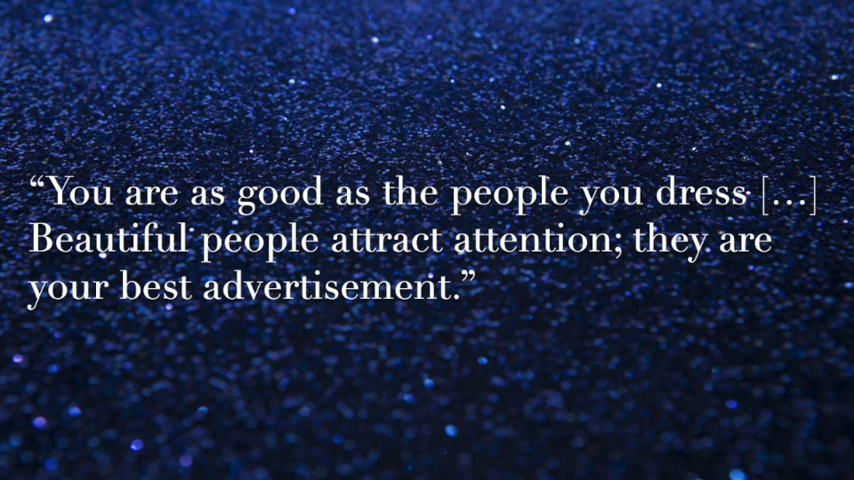 “You are as good as the people you dress […]
Beautiful people attract attention; they are
your best advertisement.”